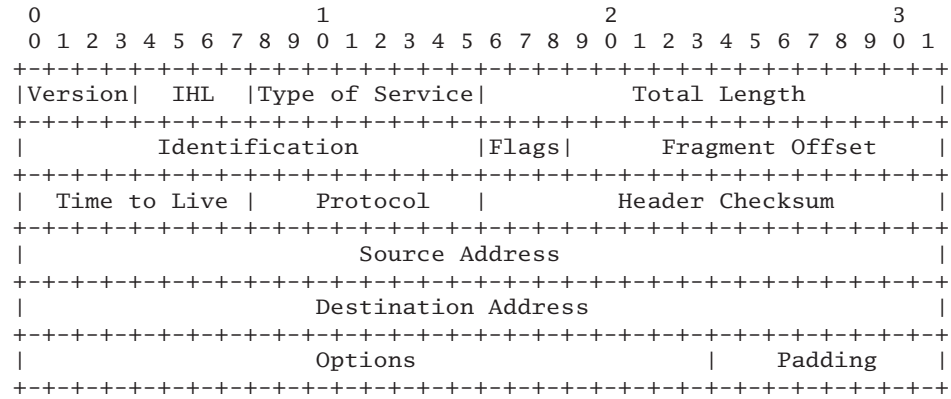 0                   1                   2                   3
 0 1 2 3 4 5 6 7 8 9 0 1 2 3 4 5 6 7 8 9 0 1 2 3 4 5 6 7 8 9 0 1
+-+-+-+-+-+-+-+-+-+-+-+-+-+-+-+-+-+-+-+-+-+-+-+-+-+-+-+-+-+-+-+-+
|Version|  IHL  |Type of Service|          Total Length         |
+-+-+-+-+-+-+-+-+-+-+-+-+-+-+-+-+-+-+-+-+-+-+-+-+-+-+-+-+-+-+-+-+
|         Identification        |Flags|      Fragment Offset    |
+-+-+-+-+-+-+-+-+-+-+-+-+-+-+-+-+-+-+-+-+-+-+-+-+-+-+-+-+-+-+-+-+
|  Time to Live |    Protocol   |         Header Checksum       |
+-+-+-+-+-+-+-+-+-+-+-+-+-+-+-+-+-+-+-+-+-+-+-+-+-+-+-+-+-+-+-+-+
|                       Source Address                          |
+-+-+-+-+-+-+-+-+-+-+-+-+-+-+-+-+-+-+-+-+-+-+-+-+-+-+-+-+-+-+-+-+
|                    Destination Address                        |
+-+-+-+-+-+-+-+-+-+-+-+-+-+-+-+-+-+-+-+-+-+-+-+-+-+-+-+-+-+-+-+-+
|                    Options                    |    Padding    |
+-+-+-+-+-+-+-+-+-+-+-+-+-+-+-+-+-+-+-+-+-+-+-+-+-+-+-+-+-+-+-+-+